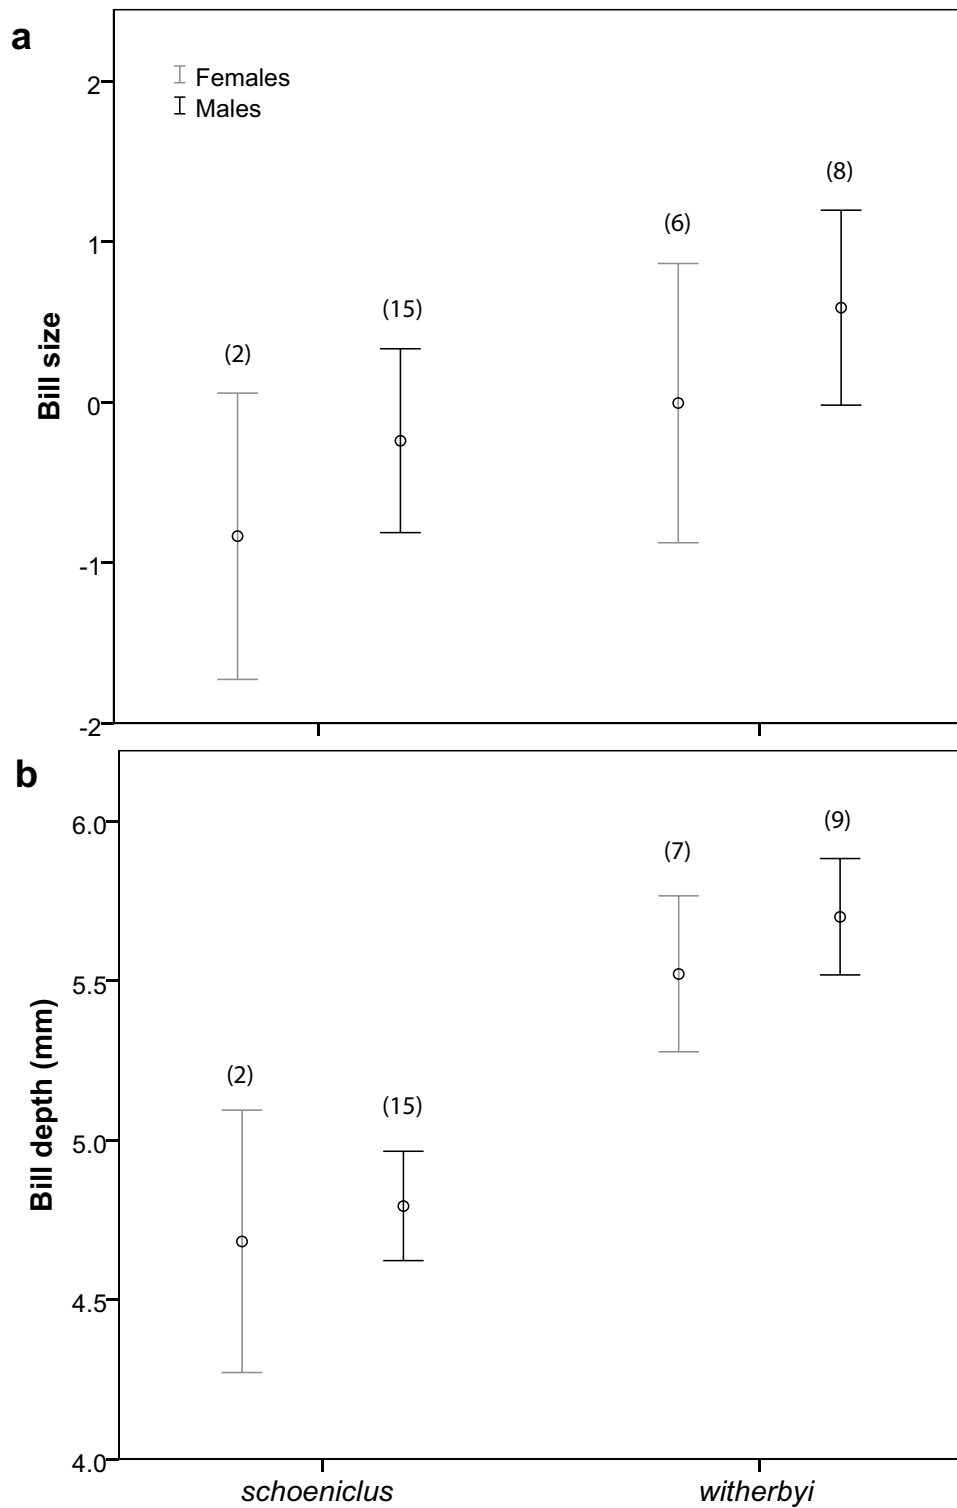 a
Females
Males
2
1
0
-1
-2
Bill size
(2)
(15)
(6)
(8)
b
6.0
5.5
5.0
4.5
4.0
Bill depth (mm)
(2)
(15)
(7)
(9)
schoeniclus
witherbyi